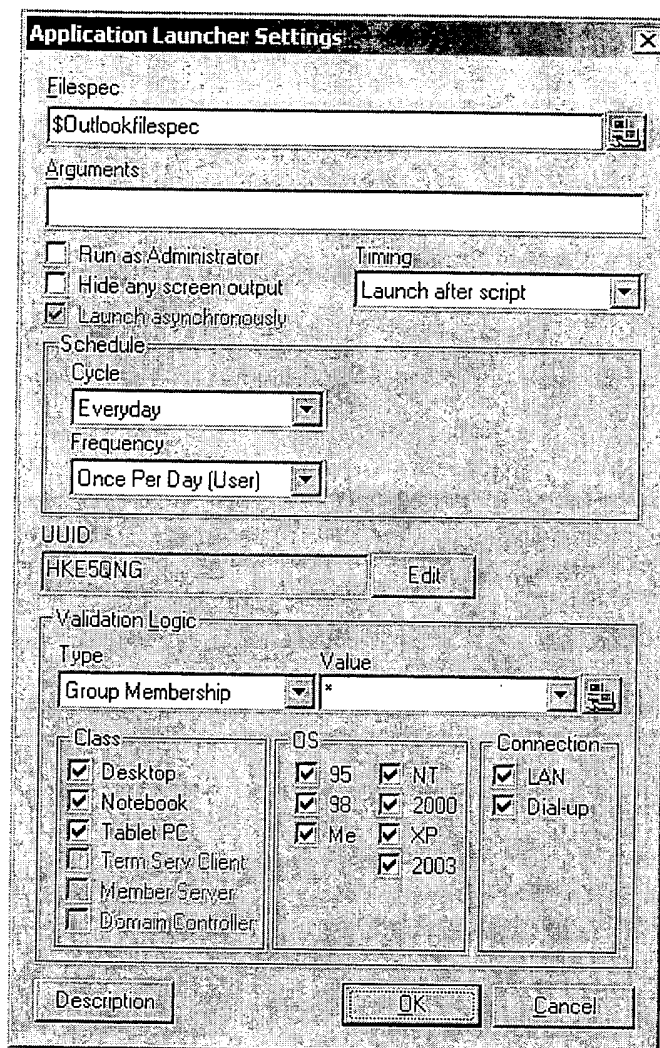 Application Launcher Settings
Filespec
$Outlookfilespec
Arguments
Run as Administrator
Hide any screen output
Launch asynchronously
Timing
Launch after script
Schedule
Cycle
Everyday
Frequency
Once Per Day (User)
UUID
HKE5QNG
Edit
Validation Logic
Type
Value
Group Membership
*
Class
Desktop
Notebook
Tablet PC
Term Serv Client
Member Server
Domain Controller
OS
95 NT
98 2000
Me XP
2003
Connection
LAN
Dial-up
Description
OK
Cancel